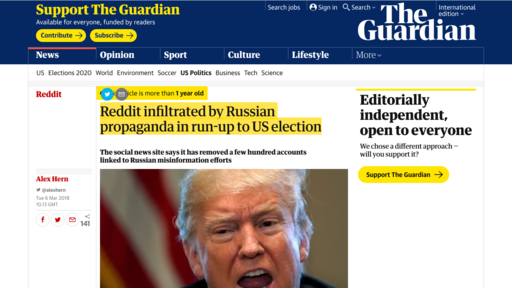 Support The Guardian
Available for everyone, funded by readers
Contribute → Subscribe →
Search jobs Sign in Search International edition
The Guardian
News Opinion Sport Culture Lifestyle More
US Elections 2020 World Environment Soccer US Politics Business Tech Science
Reddit
icle is more than 1 year old
Reddit infiltrated by Russian
propaganda in run-up to US election
The social news site says it has removed a few hundred accounts
linked to Russian misinformation efforts
Alex Hern
@alexhern
Tue 6 Mar 2018
10.13 GMT
141
Editorially
independent,
open to everyone
We chose a different approach –
will you support it?
Support The Guardian →